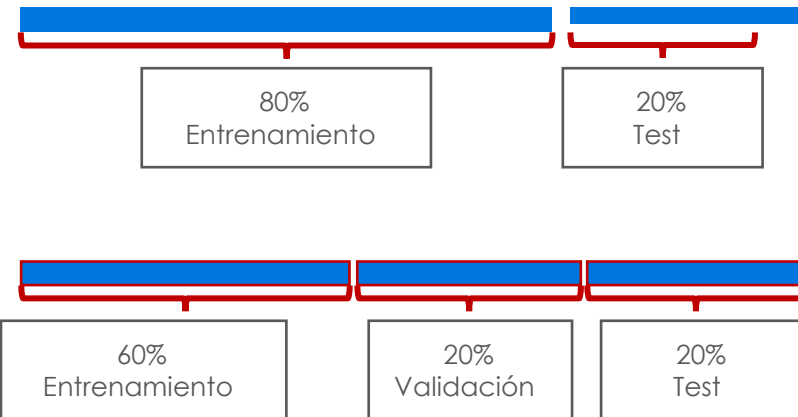 80%
Entrenamiento
20%
Test
60%
Entrenamiento
20%
Validación
20%
Test